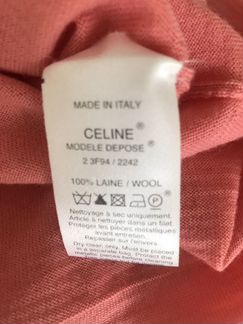 MADE IN ITALY
CELINE®
MODELE DEPOSE®
2 3F94 / 2242
100% LAINE / WOOL
P
Nettoyage à sec uniquement.
Article à nettoyer dans un filet.
Protéger les pièces métalliques
avant entretien.
Repasser sur l'envers.
Dry clean only. Must be placed
in a separate bag. Protect the
metallic pieces before cleaning